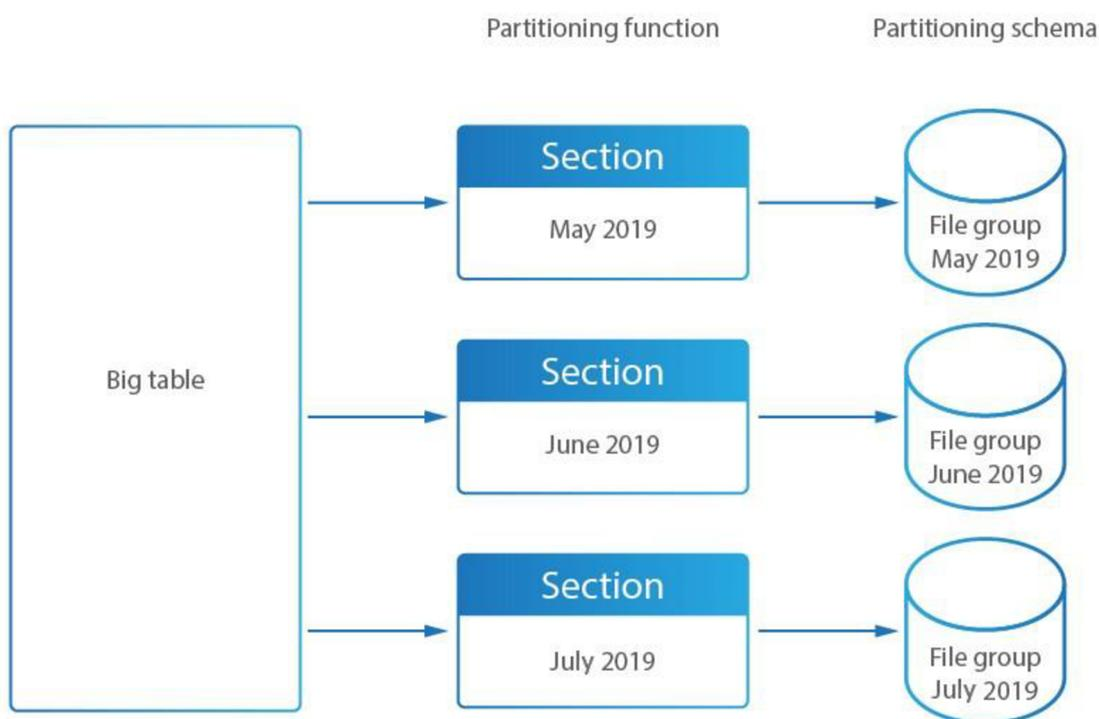 Partitioning function
Partitioning schema
Big table
Section
May 2019
File group
May 2019
Section
June 2019
File group
June 2019
Section
July 2019
File group
July 2019